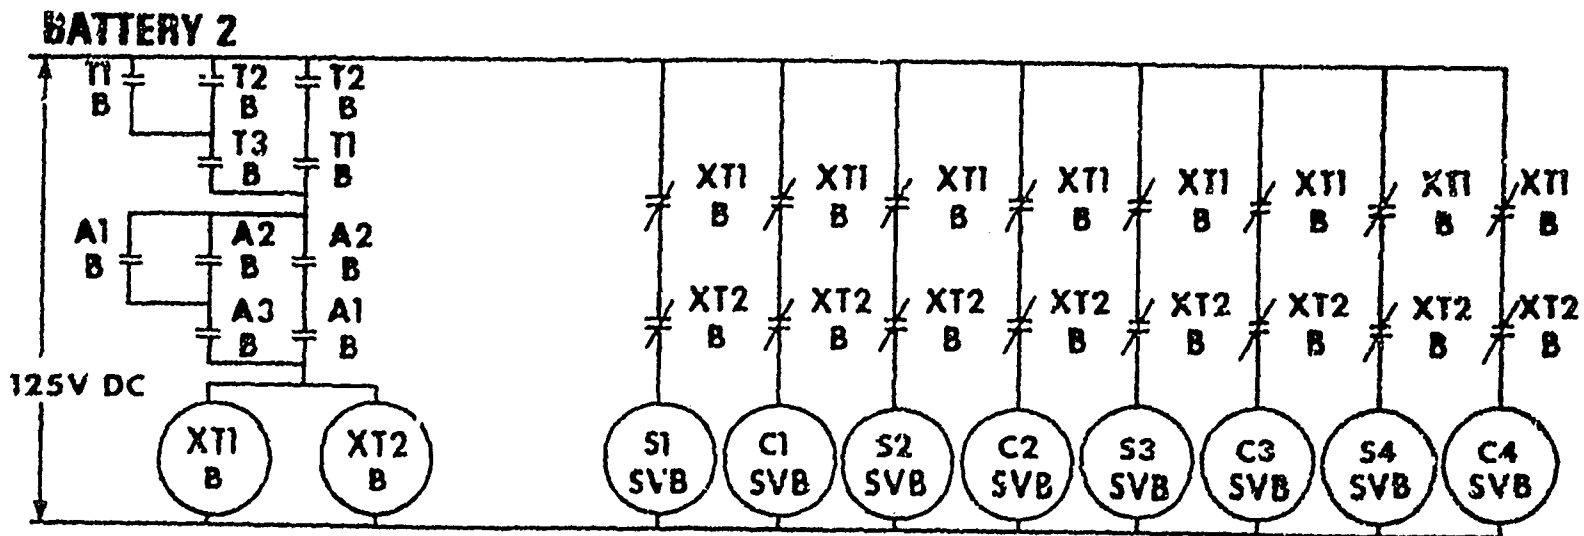 BATTERY 2
T1 B
T2 B
T2 B
T3 B
T1 B
A1 B
A2 B
A2 B
A3 B
A1 B
125V DC
XT1 B
XT2 B
XT1 B
XT1 B
XT1 B
XT1 B
XT1 B
XT1 B
XT1 B
XT1 B
XT2 B
XT2 B
XT2 B
XT2 B
XT2 B
XT2 B
XT2 B
XT2 B
S1 SVB
C1 SVB
S2 SVB
C2 SVB
S3 SVB
C3 SVB
S4 SVB
C4 SVB